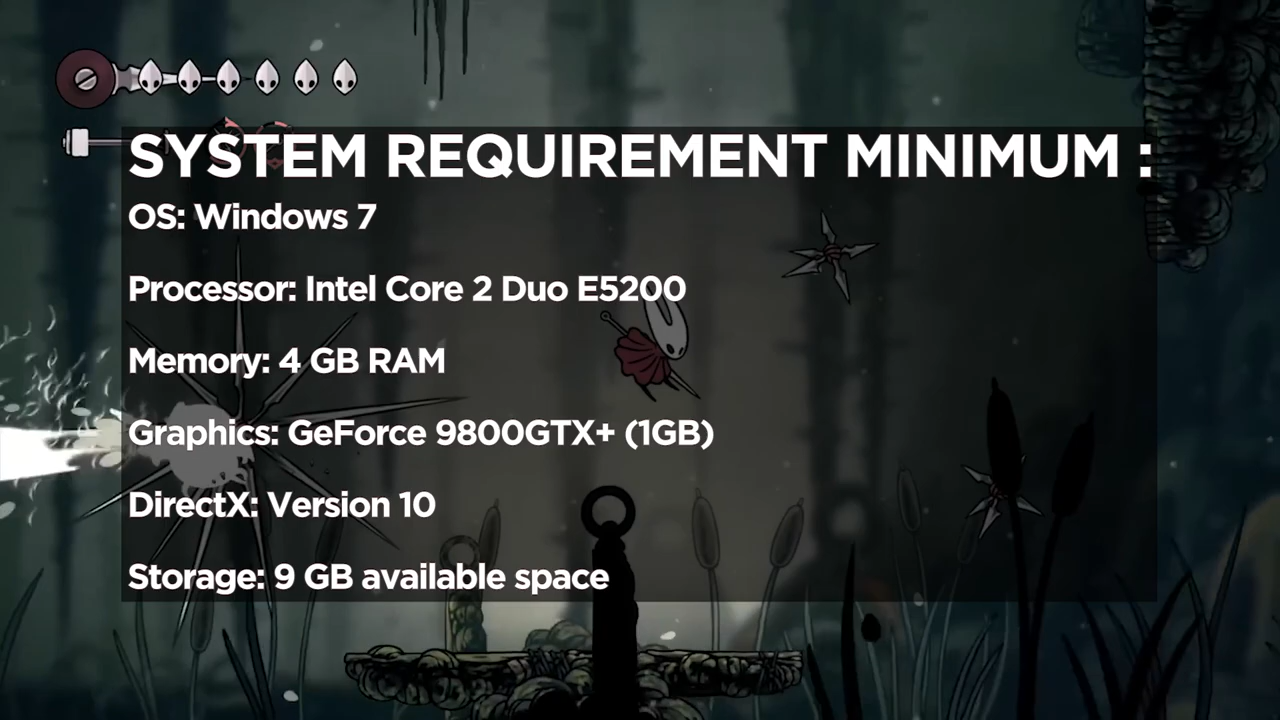 SYSTEM REQUIREMENT MINIMUM :
OS: Windows 7
Processor: Intel Core 2 Duo E5200
Memory: 4 GB RAM
Graphics: GeForce 9800GTX+ (1GB)
DirectX: Version 10
Storage: 9 GB available space